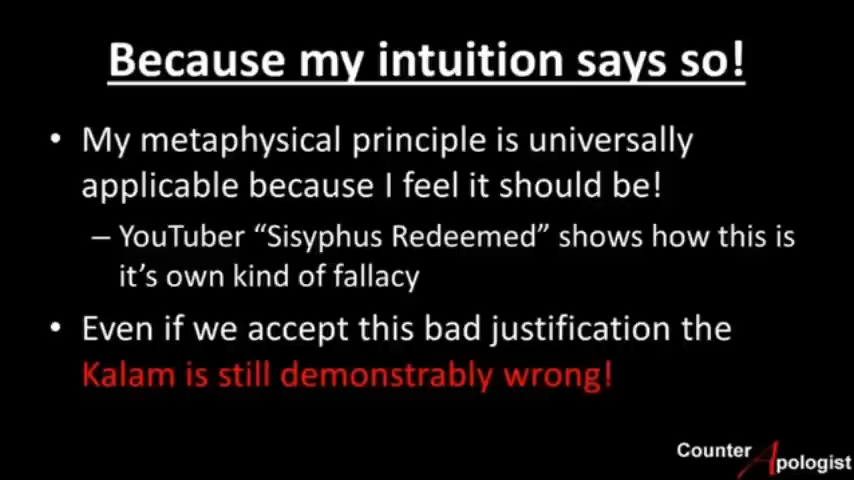 Because my intuition says so!
• My metaphysical principle is universally
applicable because I feel it should be!
– YouTuber “Sisyphus Redeemed” shows how this is
it’s own kind of fallacy
• Even if we accept this bad justification the
Kalam is still demonstrably wrong!
Counter Apologist